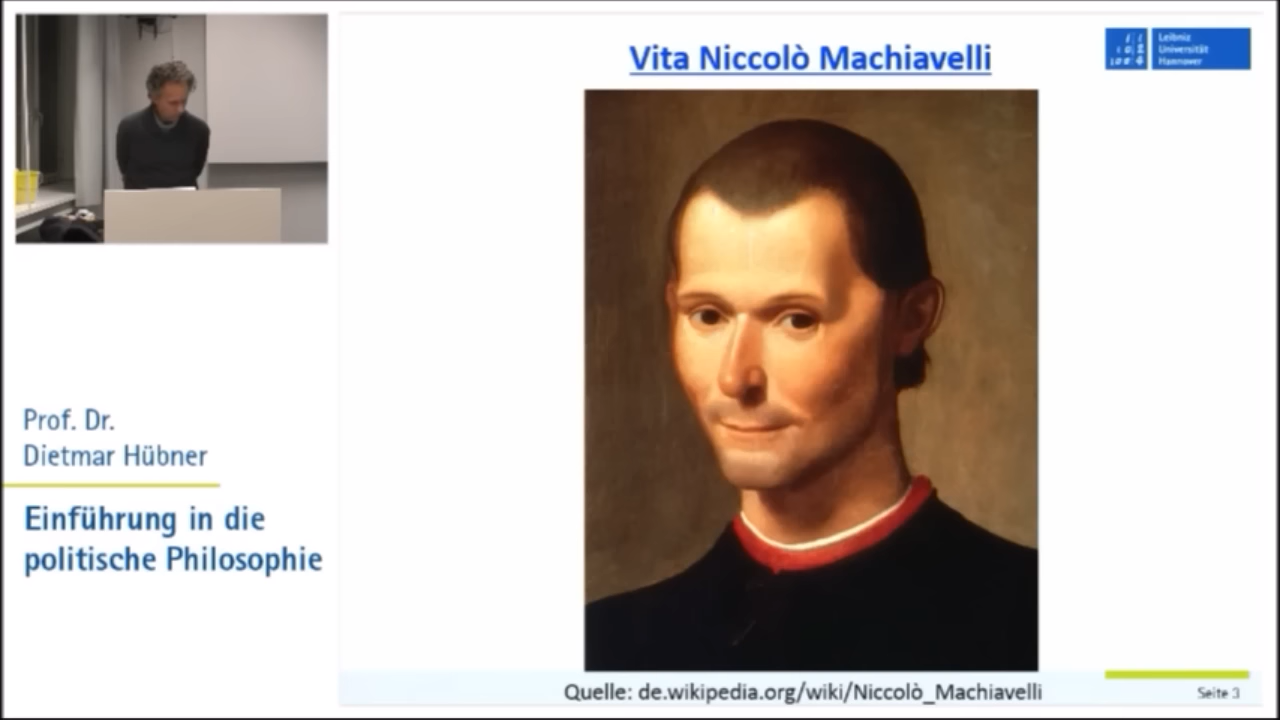 Vita Niccolò Machiavelli
Leibniz
Universität
Hannover
Prof. Dr.
Dietmar Hübner
Einführung in die
politische Philosophie
Quelle: de.wikipedia.org/wiki/Niccolò_Machiavelli
Seite 3